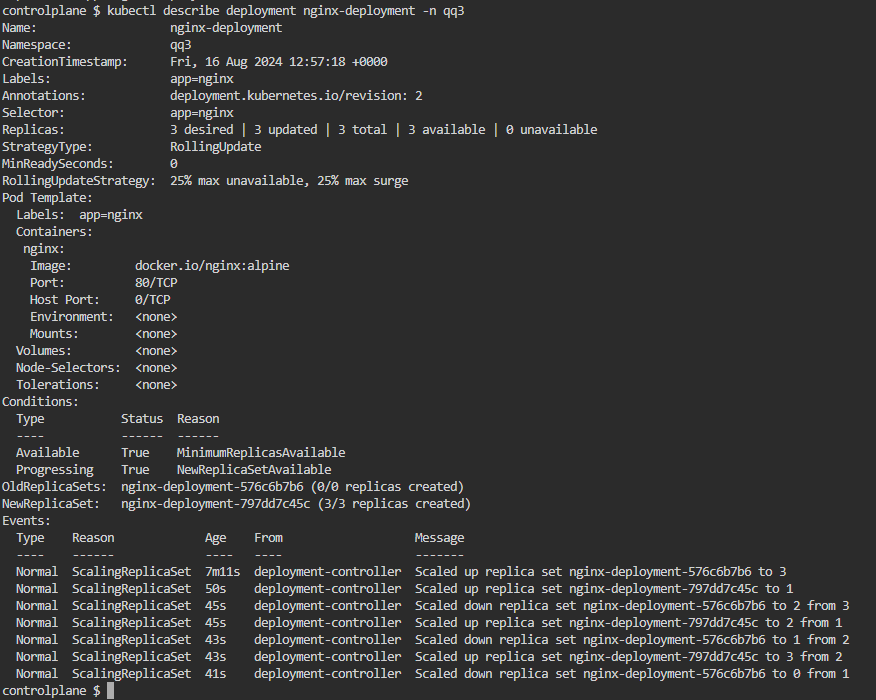 controlplane $ kubectl describe deployment nginx-deployment -n qq3
Name:                   nginx-deployment
Namespace:              qq3
CreationTimestamp:      Fri, 16 Aug 2024 12:57:18 +0000
Labels:                 app=nginx
Annotations:            deployment.kubernetes.io/revision: 2
Selector:               app=nginx
Replicas:               3 desired | 3 updated | 3 total | 3 available | 0 unavailable
StrategyType:           RollingUpdate
MinReadySeconds:        0
RollingUpdateStrategy:  25% max unavailable, 25% max surge
Pod Template:
  Labels:  app=nginx
  Containers:
   nginx:
    Image:         docker.io/nginx:alpine
    Port:          80/TCP
    Host Port:     0/TCP
    Environment:   <none>
    Mounts:        <none>
  Volumes:         <none>
  Node-Selectors:  <none>
  Tolerations:     <none>
Conditions:
  Type           Status  Reason
  ----           ------  ------
  Available      True    MinimumReplicasAvailable
  Progressing    True    NewReplicaSetAvailable
OldReplicaSets:  nginx-deployment-576c6b7b6 (0/0 replicas created)
NewReplicaSet:   nginx-deployment-797dd7c45c (3/3 replicas created)
Events:
  Type    Reason             Age    From                   Message
  ----    ------             ----   ----                   -------
  Normal  ScalingReplicaSet  7m11s  deployment-controller  Scaled up replica set nginx-deployment-576c6b7b6 to 3
  Normal  ScalingReplicaSet  50s    deployment-controller  Scaled up replica set nginx-deployment-797dd7c45c to 1
  Normal  ScalingReplicaSet  45s    deployment-controller  Scaled down replica set nginx-deployment-576c6b7b6 to 2 from 3
  Normal  ScalingReplicaSet  45s    deployment-controller  Scaled up replica set nginx-deployment-797dd7c45c to 2 from 1
  Normal  ScalingReplicaSet  43s    deployment-controller  Scaled down replica set nginx-deployment-576c6b7b6 to 1 from 2
  Normal  ScalingReplicaSet  43s    deployment-controller  Scaled up replica set nginx-deployment-797dd7c45c to 3 from 2
  Normal  ScalingReplicaSet  41s    deployment-controller  Scaled down replica set nginx-deployment-576c6b7b6 to 0 from 1
controlplane $